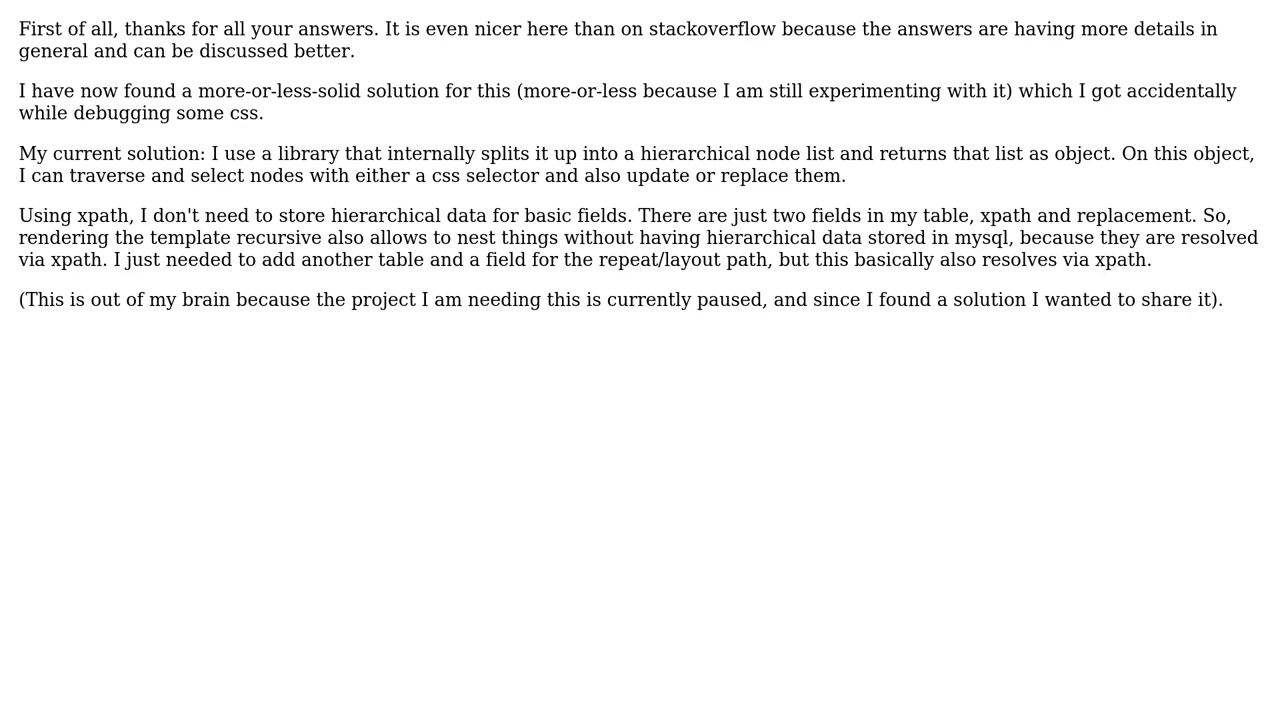 First of all, thanks for all your answers. It is even nicer here than on stackoverflow because the answers are having more details in
general and can be discussed better.
I have now found a more-or-less-solid solution for this (more-or-less because I am still experimenting with it) which I got accidentally
while debugging some css.
My current solution: I use a library that internally splits it up into a hierarchical node list and returns that list as object. On this object,
I can traverse and select nodes with either a css selector and also update or replace them.
Using xpath, I don't need to store hierarchical data for basic fields. There are just two fields in my table, xpath and replacement. So,
rendering the template recursive also allows to nest things without having hierarchical data stored in mysql, because they are resolved
via xpath. I just needed to add another table and a field for the repeat/layout path, but this basically also resolves via xpath.
(This is out of my brain because the project I am needing this is currently paused, and since I found a solution I wanted to share it).